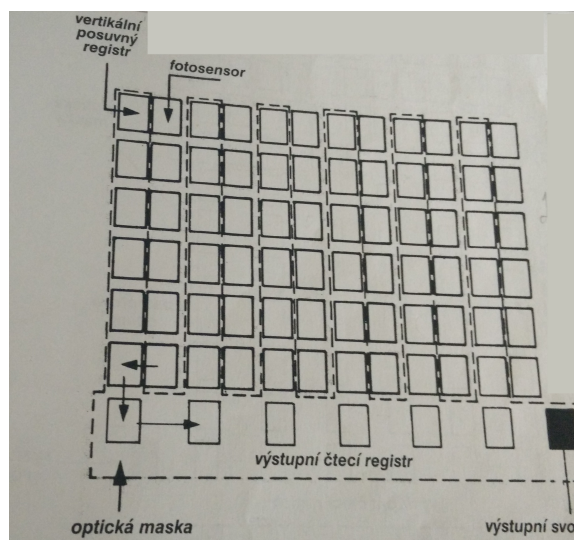 vertikální
posuvný
registr
fotosensor
výstupní čtecí registr
optická maska
výstupní svo